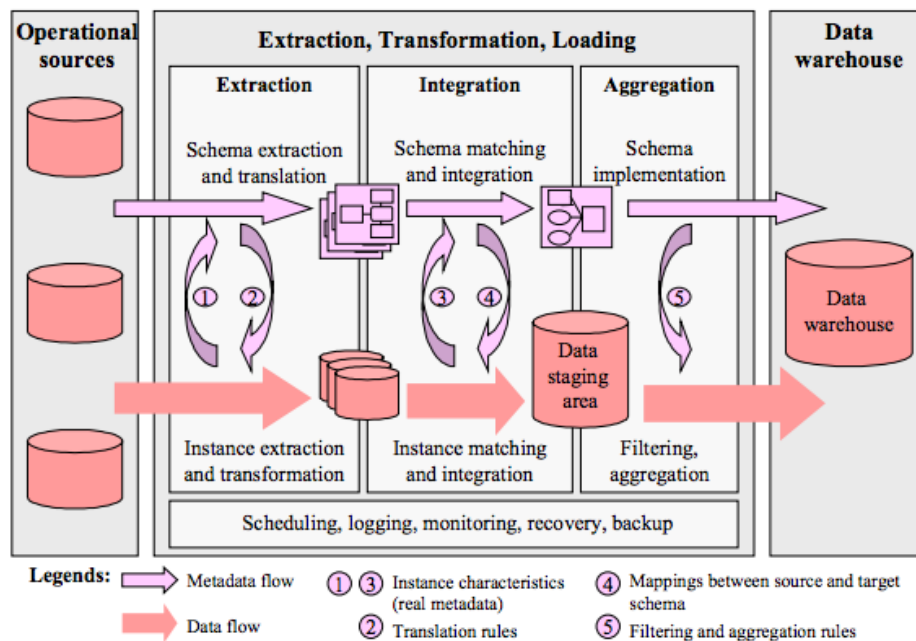 Operational
sources
Extraction, Transformation, Loading
Data
warehouse
Extraction
Integration
Aggregation
Schema extraction
and translation
Schema matching
and integration
Schema
implementation
1
2
3
4
5
Data
warehouse
Data
staging
area
Instance extraction
and transformation
Instance matching
and integration
Filtering,
aggregation
Scheduling, logging, monitoring, recovery, backup
Legends:
Metadata flow
1 3 Instance characteristics
(real metadata)
4 Mappings between source and target
schema
Data flow
2 Translation rules
5 Filtering and aggregation rules